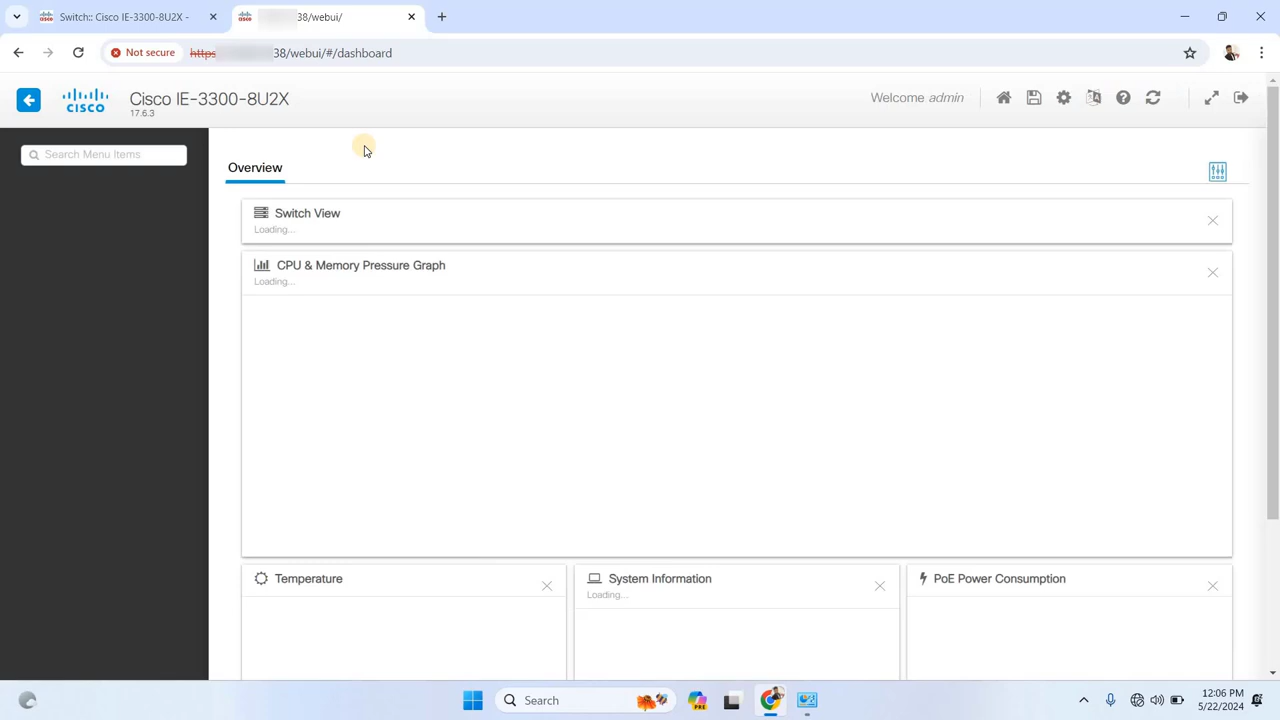 Switch:: Cisco IE-3300-8U2X -
38/webui/
Not secure
https
38/webui/#/dashboard
CISCO
Cisco IE-3300-8U2X
17.6.3
Welcome admin
Search Menu Items
Overview
Switch View
Loading...
CPU & Memory Pressure Graph
Loading...
Temperature
System Information
Loading...
PoE Power Consumption
Search
12:06 PM
5/22/2024